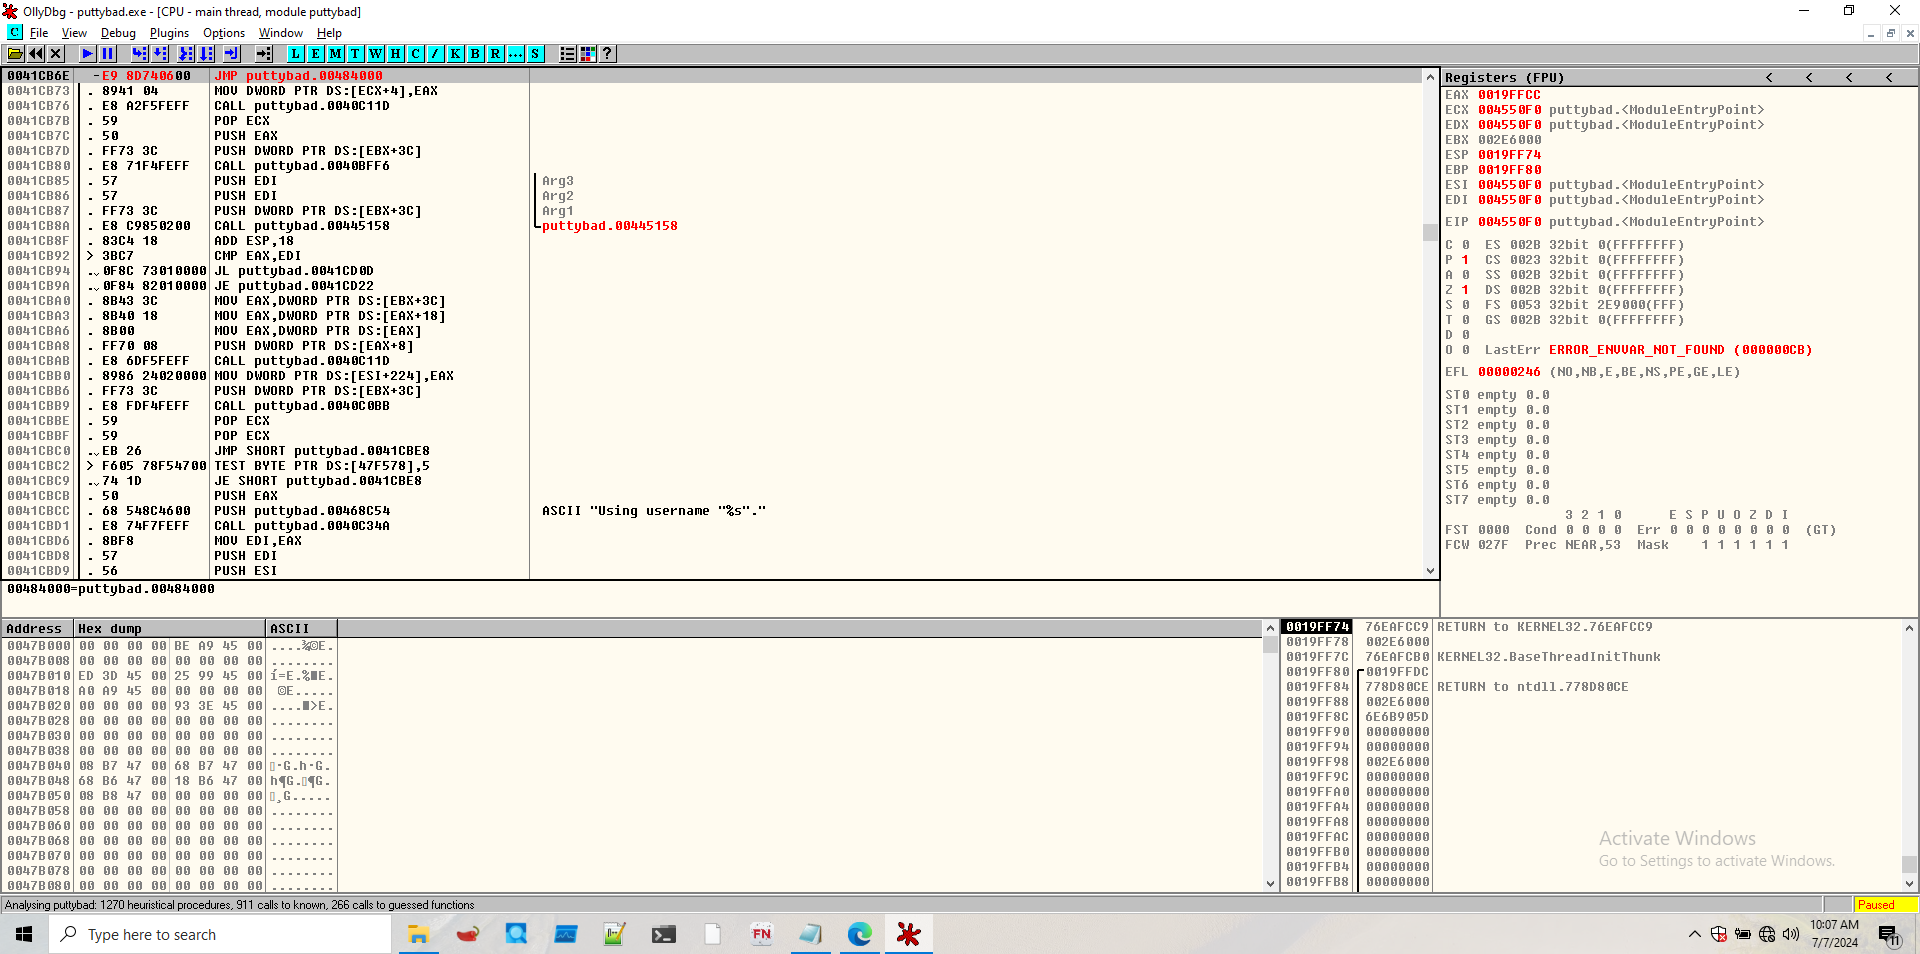 OllyDbg - puttybad.exe - [CPU - main thread, module puttybad]
C File View Debug Plugins Options Window Help
L E M T W H C / K B R ... S ?
0041CB6E -E9 8D740600 JMP puttybad.00484000
0041CB73 . 8941 04 MOV DWORD PTR DS:[ECX+4],EAX
0041CB76 . E8 A2F5FEFF CALL puttybad.0040C11D
0041CB7B . 59 POP ECX
0041CB7C . 50 PUSH EAX
0041CB7D . FF73 3C PUSH DWORD PTR DS:[EBX+3C]
0041CB80 . E8 71F4FEFF CALL puttybad.0040BFF6
0041CB85 . 57 PUSH EDI Arg3
0041CB86 . 57 PUSH EDI Arg2
0041CB87 . FF73 3C PUSH DWORD PTR DS:[EBX+3C] Arg1
0041CB8A . E8 C9850200 CALL puttybad.00445158 puttybad.00445158
0041CB8F . 83C4 18 ADD ESP,18
0041CB92 > 3BC7 CMP EAX,EDI
0041CB94 . 0F8C 73010000 JL puttybad.0041CD0D
0041CB9A . 0F84 82010000 JE puttybad.0041CD22
0041CBA0 . 8B43 3C MOV EAX,DWORD PTR DS:[EBX+3C]
0041CBA3 . 8B40 18 MOV EAX,DWORD PTR DS:[EAX+18]
0041CBA6 . 8B00 MOV EAX,DWORD PTR DS:[EAX]
0041CBA8 . FF70 08 PUSH DWORD PTR DS:[EAX+8]
0041CBAB . E8 6DF5FEFF CALL puttybad.0040C11D
0041CBB0 . 8986 24020000 MOV DWORD PTR DS:[ESI+224],EAX
0041CBB6 . FF73 3C PUSH DWORD PTR DS:[EBX+3C]
0041CBB9 . E8 FDF4FEFF CALL puttybad.0040C0BB
0041CBBE . 59 POP ECX
0041CBBF . 59 POP ECX
0041CBC0 . EB 26 JMP SHORT puttybad.0041CBE8
0041CBC2 > F605 78F54700 TEST BYTE PTR DS:[47F578],5
0041CBC9 . 74 1D JE SHORT puttybad.0041CBE8
0041CBCB . 50 PUSH EAX
0041CBCC . 68 548C4600 PUSH puttybad.00468C54 ASCII "Using username "%s"."
0041CBD1 . E8 74F7FEFF CALL puttybad.0040C34A
0041CBD6 . 8BF8 MOV EDI,EAX
0041CBD8 . 57 PUSH EDI
0041CBD9 . 56 PUSH ESI
00484000=puttybad.00484000
Registers (FPU) < < < <
EAX 0019FFCC
ECX 004550F0 puttybad.<ModuleEntryPoint>
EDX 004550F0 puttybad.<ModuleEntryPoint>
EBX 002E6000
ESP 0019FF74
EBP 0019FF80
ESI 004550F0 puttybad.<ModuleEntryPoint>
EDI 004550F0 puttybad.<ModuleEntryPoint>
EIP 004550F0 puttybad.<ModuleEntryPoint>
C 0 ES 002B 32bit 0(FFFFFFFF)
P 1 CS 0023 32bit 0(FFFFFFFF)
A 0 SS 002B 32bit 0(FFFFFFFF)
Z 1 DS 002B 32bit 0(FFFFFFFF)
S 0 FS 0053 32bit 2E9000(FFF)
T 0 GS 002B 32bit 0(FFFFFFFF)
D 0
O 0 LastErr ERROR_ENVVAR_NOT_FOUND (000000CB)
EFL 00000246 (NO,NB,E,BE,NS,PE,GE,LE)
ST0 empty 0.0
ST1 empty 0.0
ST2 empty 0.0
ST3 empty 0.0
ST4 empty 0.0
ST5 empty 0.0
ST6 empty 0.0
ST7 empty 0.0
3 2 1 0 E S P U O Z D I
FST 0000 Cond 0 0 0 0 Err 0 0 0 0 0 0 0 0 (GT)
FCW 027F Prec NEAR,53 Mask 1 1 1 1 1 1
Address Hex dump ASCII
0047B000 00 00 00 00 BE A9 45 00 ....¾©E.
0047B008 00 00 00 00 00 00 00 00 ........
0047B010 ED 3D 45 00 25 99 45 00 í=E.%E.
0047B018 A0 A9 45 00 00 00 00 00 ©E.....
0047B020 00 00 00 00 93 3E 45 00 ....>E.
0047B028 00 00 00 00 00 00 00 00 ........
0047B030 00 00 00 00 00 00 00 00 ........
0047B038 00 00 00 00 00 00 00 00 ........
0047B040 08 B7 47 00 68 B7 47 00 ·G.h·G.
0047B048 68 B6 47 00 18 B6 47 00 h¶G.¶G.
0047B050 08 B8 47 00 00 00 00 00 ¸G.....
0047B058 00 00 00 00 00 00 00 00 ........
0047B060 00 00 00 00 00 00 00 00 ........
0047B068 00 00 00 00 00 00 00 00 ........
0047B070 00 00 00 00 00 00 00 00 ........
0047B078 00 00 00 00 00 00 00 00 ........
0047B080 00 00 00 00 00 00 00 00 ........
0019FF74 76EAFCC9 RETURN to KERNEL32.76EAFCC9
0019FF78 002E6000
0019FF7C 76EAFCB0 KERNEL32.BaseThreadInitThunk
0019FF80 0019FFDC
0019FF84 778D80CE RETURN to ntdll.778D80CE
0019FF88 002E6000
0019FF8C 6E6B905D
0019FF90 00000000
0019FF94 00000000
0019FF98 002E6000
0019FF9C 00000000
0019FFA0 00000000
0019FFA4 00000000
0019FFA8 00000000
0019FFAC 00000000
0019FFB0 00000000
0019FFB4 00000000
0019FFB8 00000000
Activate Windows
Go to Settings to activate Windows.
Analysing puttybad: 1270 heuristical procedures, 911 calls to known, 266 calls to guessed functions
Paused
Type here to search
FN
10:07 AM
7/7/2024
11